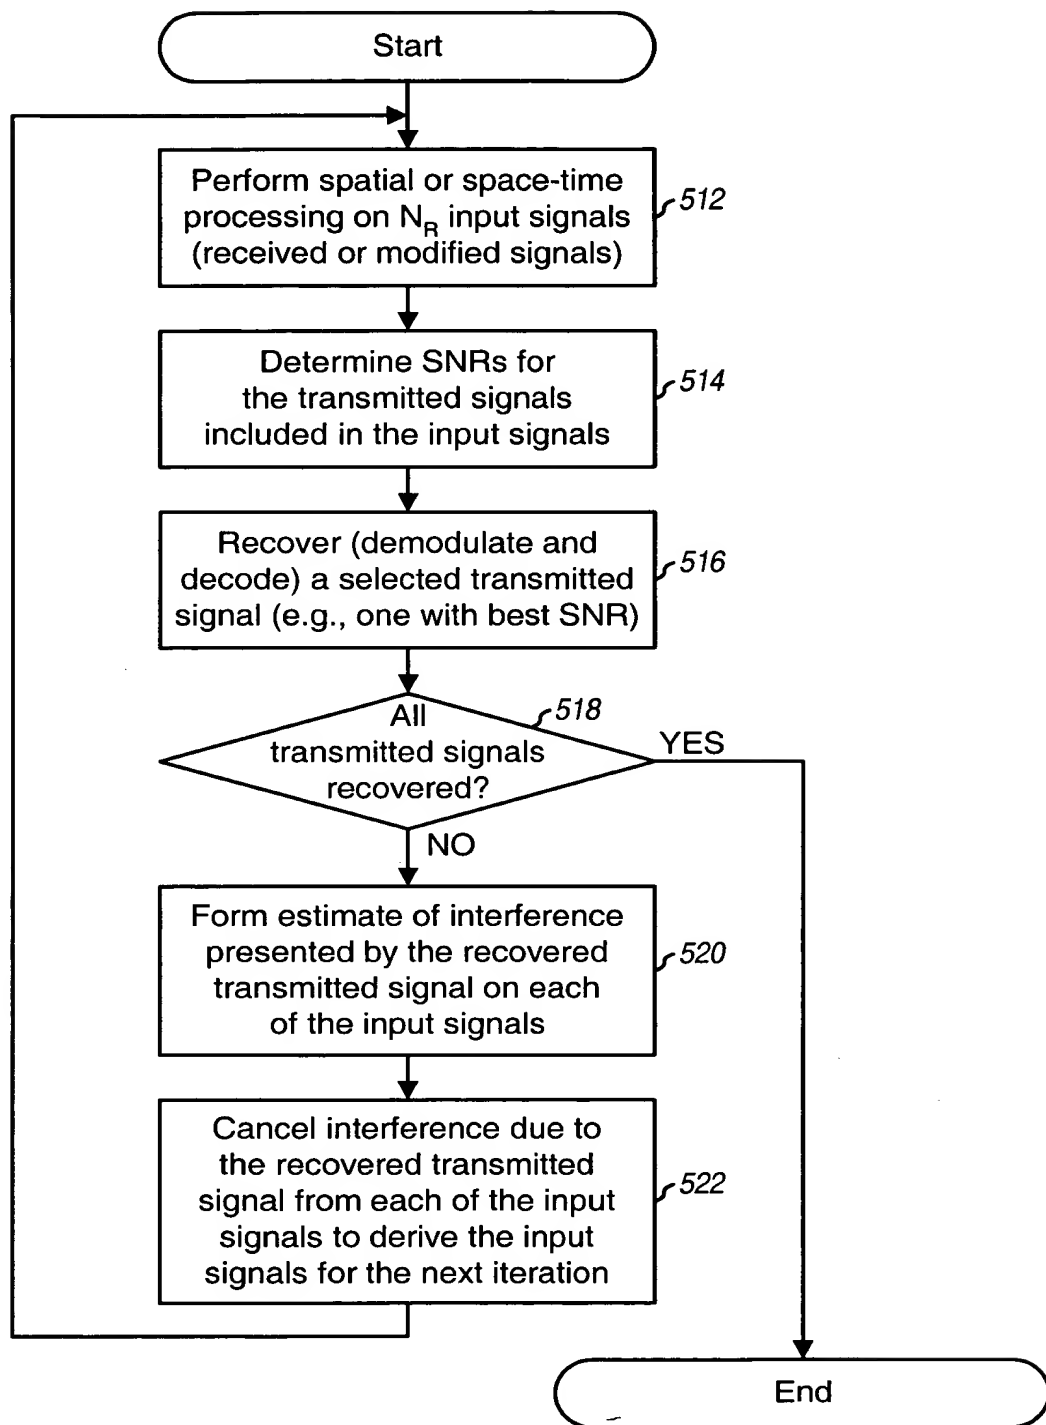 Start
Perform spatial or space-time
processing on N_R input signals
(received or modified signals)
512
Determine SNRs for
the transmitted signals
included in the input signals
514
Recover (demodulate and
decode) a selected transmitted
signal (e.g., one with best SNR)
516
All
transmitted signals
recovered?
518
YES
NO
Form estimate of interference
presented by the recovered
transmitted signal on each
of the input signals
520
Cancel interference due to
the recovered transmitted
signal from each of the input
signals to derive the input
signals for the next iteration
522
End